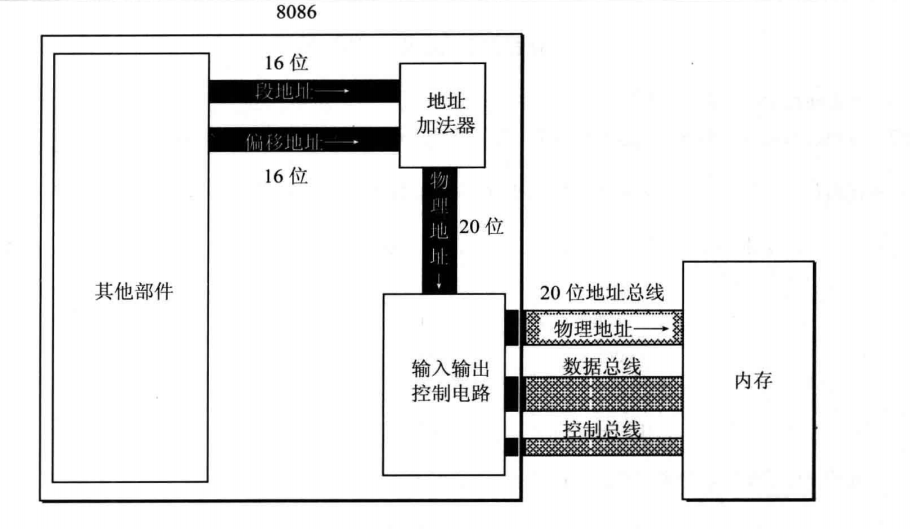 8086
16 位
段地址→
地址
加法器
偏移地址→
16 位
物
理
地
址
↓
20 位
其他部件
20 位地址总线
物理地址→
输入输出
控制电路
数据总线
内存
控制总线